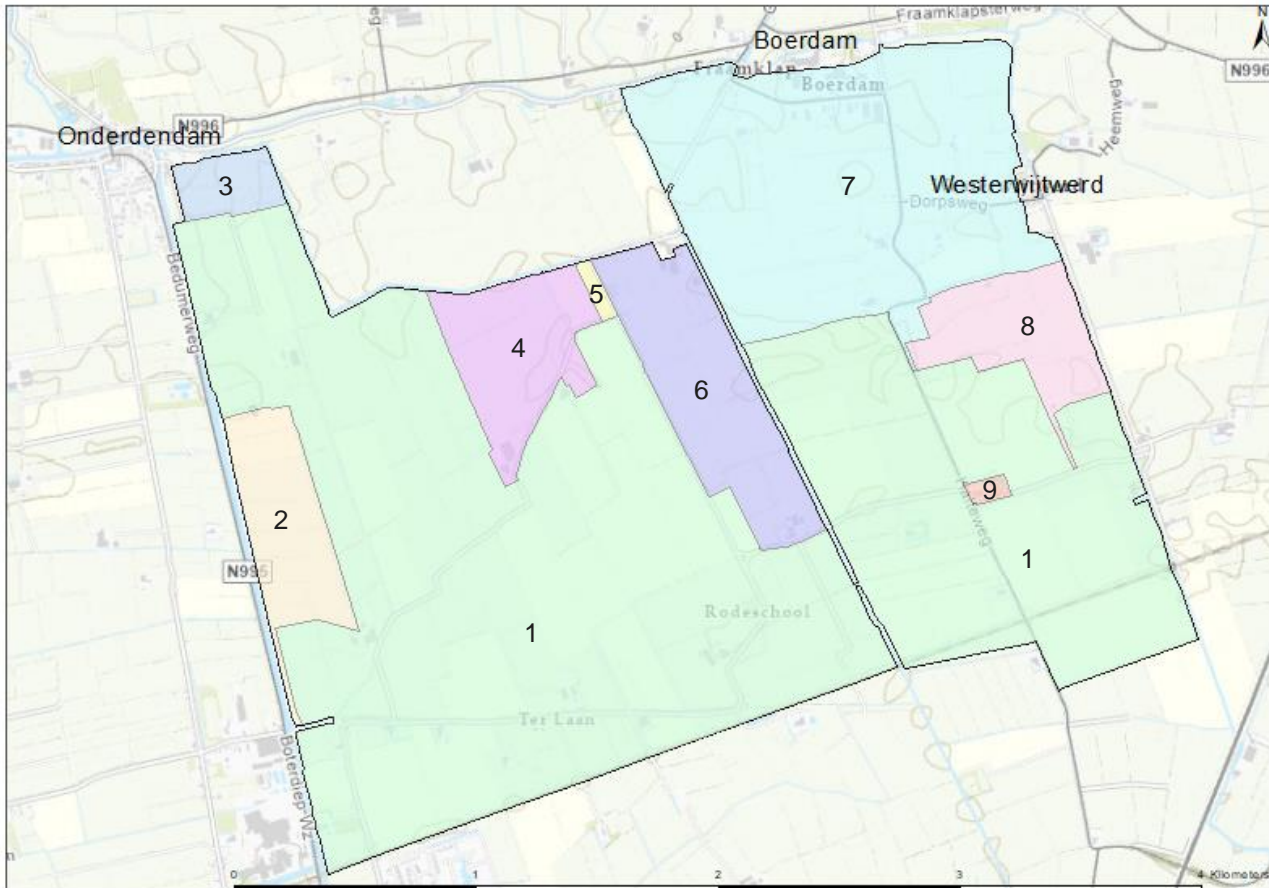 Fraamklapsterweg
Boerdam
N
N996
Fraamklap
Boerdam
N996
Onderdendam
Heemweg
3
7
Westerwijtwerd
Dorpsweg
Bedumerweg
5
8
4
6
9
2
1
N995
1
Rodeschool
Ter Laan
Boterdiep Wz
0
1
2
3
4 Kilometers